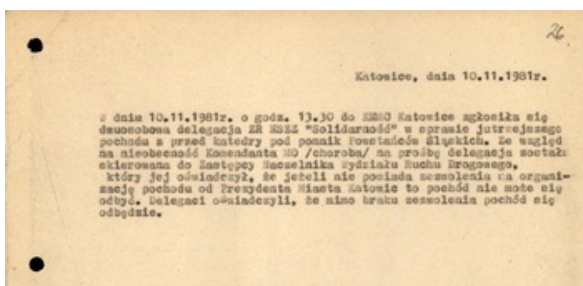 26
Katowice, dnia 10.11.1981r.
W dniu 10.11.1981r. o godz. 13.30 do KMMO Katowice zgłosiła się
dwuosobowa delegacja ZR NSZZ "Solidarność" w sprawie jutrzejszego
pochodu z przed katedry pod pomnik Powstańców Śląskich. Ze względ
na nieobecność Komendanta MO /choroba/ na prośbę delegacja została
skierowana do Zastępcy Naczelnika Wydziału Ruchu Drogowego,
który jej oświadczył, że jeżeli nie posiada zezwolenia na organi-
zację pochodu od Prezydenta Miasta Katowic to pochód nie może się
odbyć. Delegaci oświadczyli, że mimo braku zezwolenia pochód się
odbędzie.